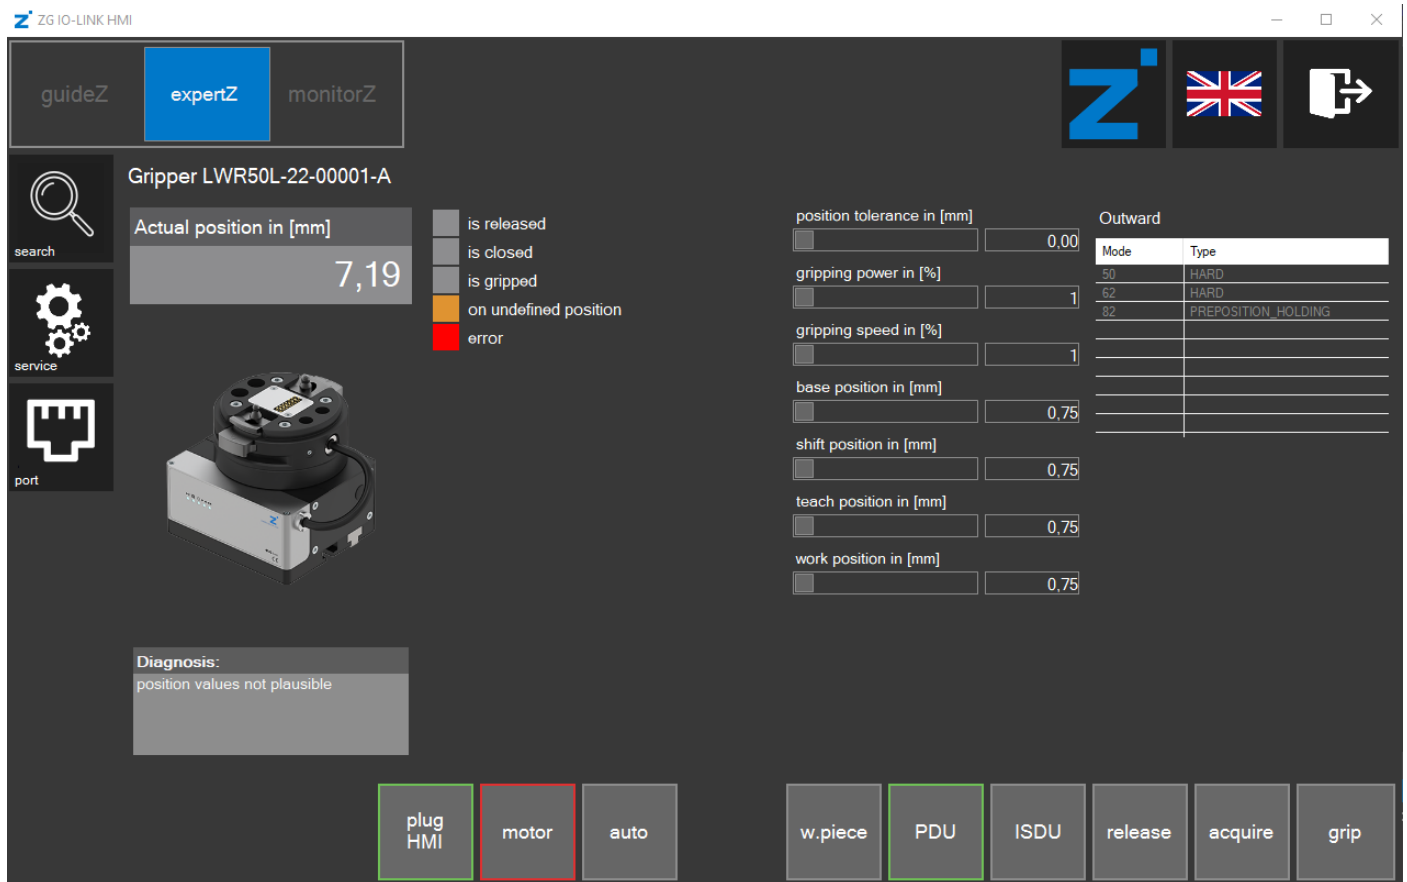 ZG IO-LINK HMI
guideZ
expertZ
monitorZ
search
service
port
Gripper LWR50L-22-00001-A
Actual position in [mm]
7,19
is released
is closed
is gripped
on undefined position
error
position tolerance in [mm]
0,00
gripping power in [%]
1
gripping speed in [%]
1
base position in [mm]
0,75
shift position in [mm]
0,75
teach position in [mm]
0,75
work position in [mm]
0,75
Outward
Mode Type
50 HARD
62 HARD
82 PREPOSITION_HOLDING
Diagnosis:
position values not plausible
plug
HMI
motor
auto
w.piece
PDU
ISDU
release
acquire
grip